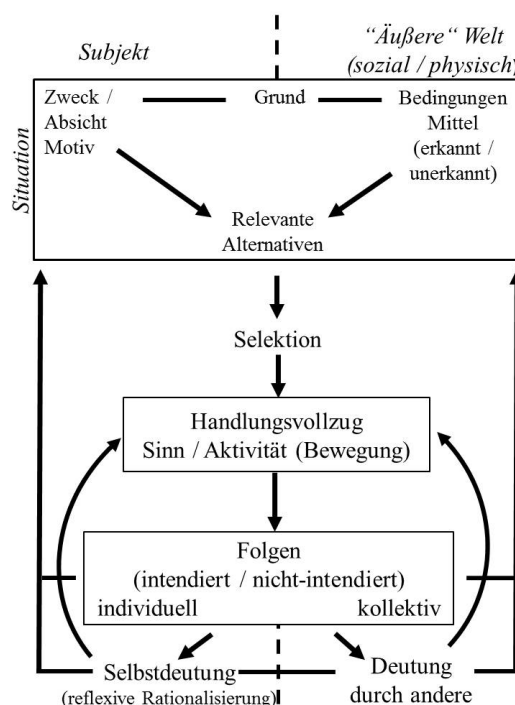 Subjekt
“Äußere“ Welt
(sozial / physisch)
Situation
Zweck /
Absicht
Motiv
Grund
Bedingungen
Mittel
(erkannt /
unerkannt)
Relevante
Alternativen
Selektion
Handlungsvollzug
Sinn / Aktivität (Bewegung)
Folgen
(intendiert / nicht-intendiert)
individuell kollektiv
Selbstdeutung
(reflexive Rationalisierung)
Deutung
durch andere